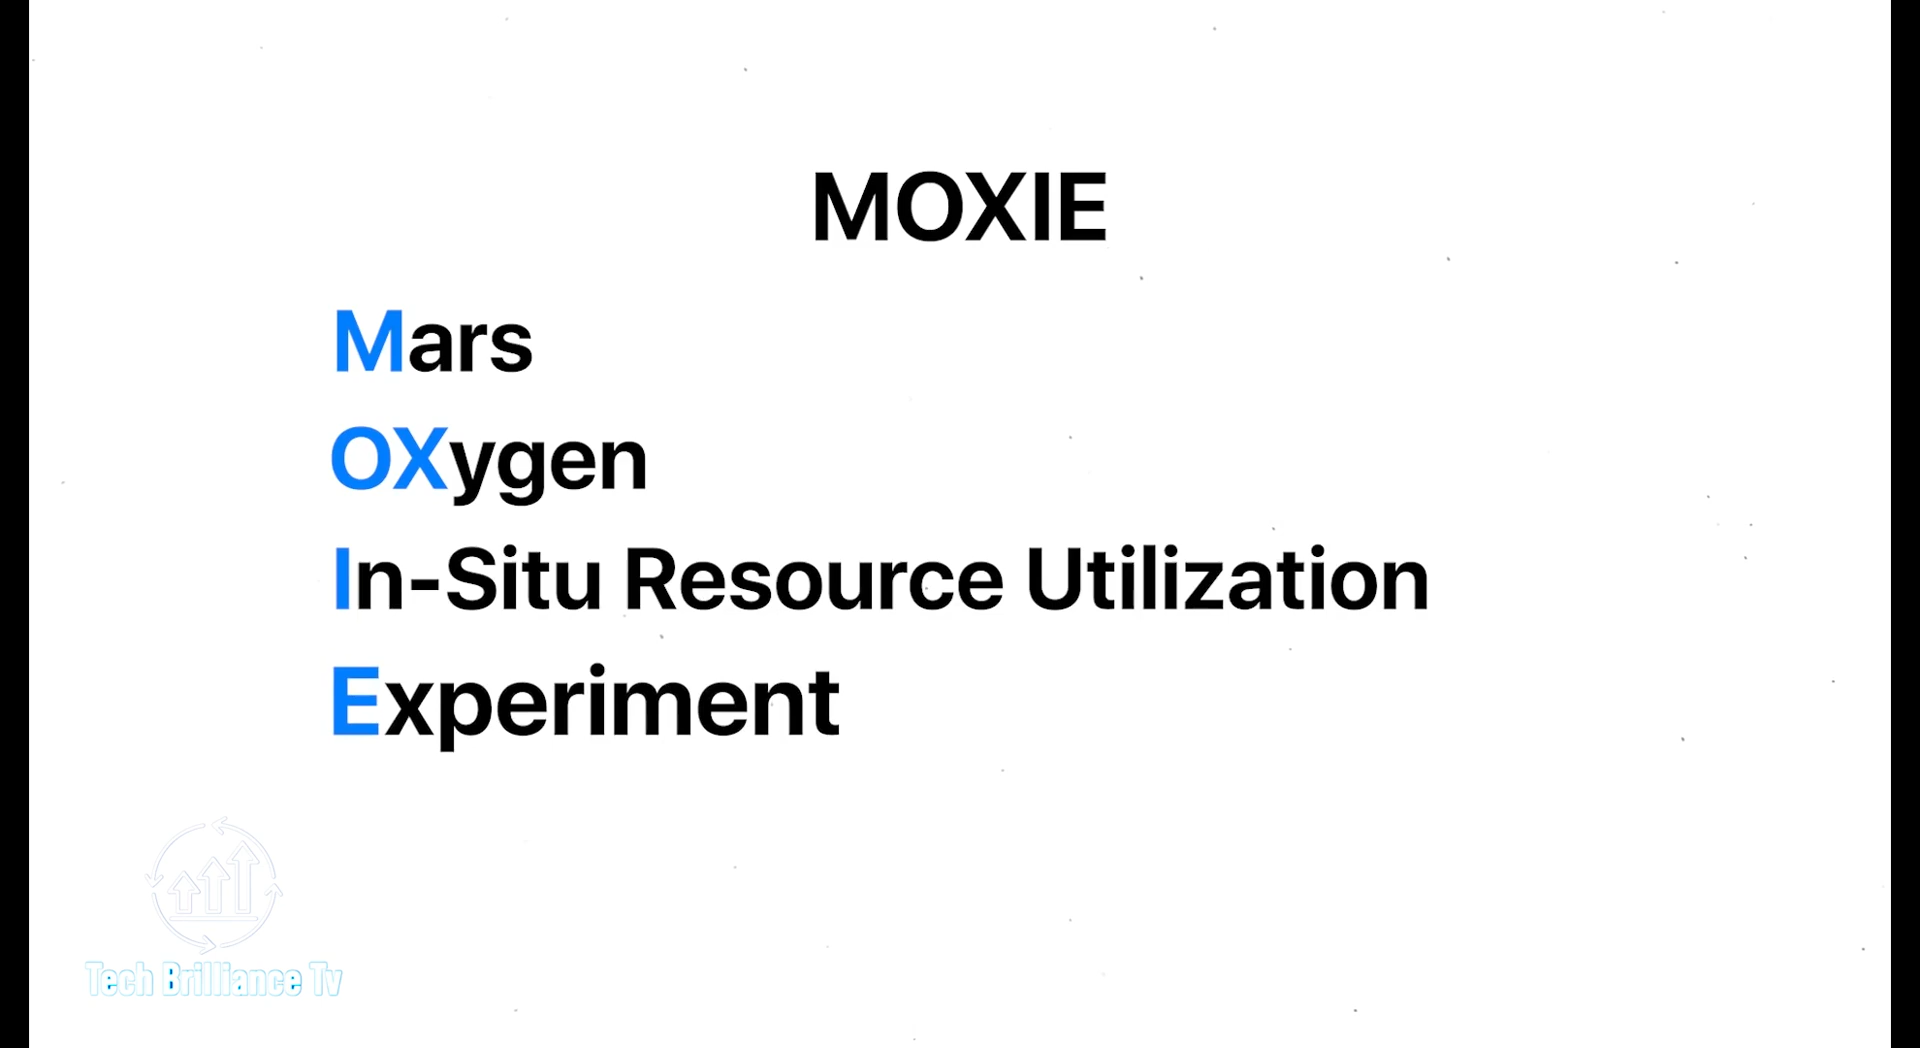 MOXIE
Mars
OXygen
In-Situ Resource Utilization
Experiment
Tech Brilliance Tv